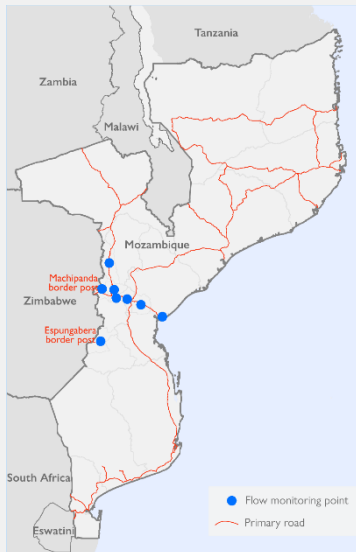 Tanzania
Zambia
Malawi
Mozambique
Machipanda
border post
Zimbabwe
Espungabera
border post
South Africa
Flow monitoring point
Primary road
Eswatini